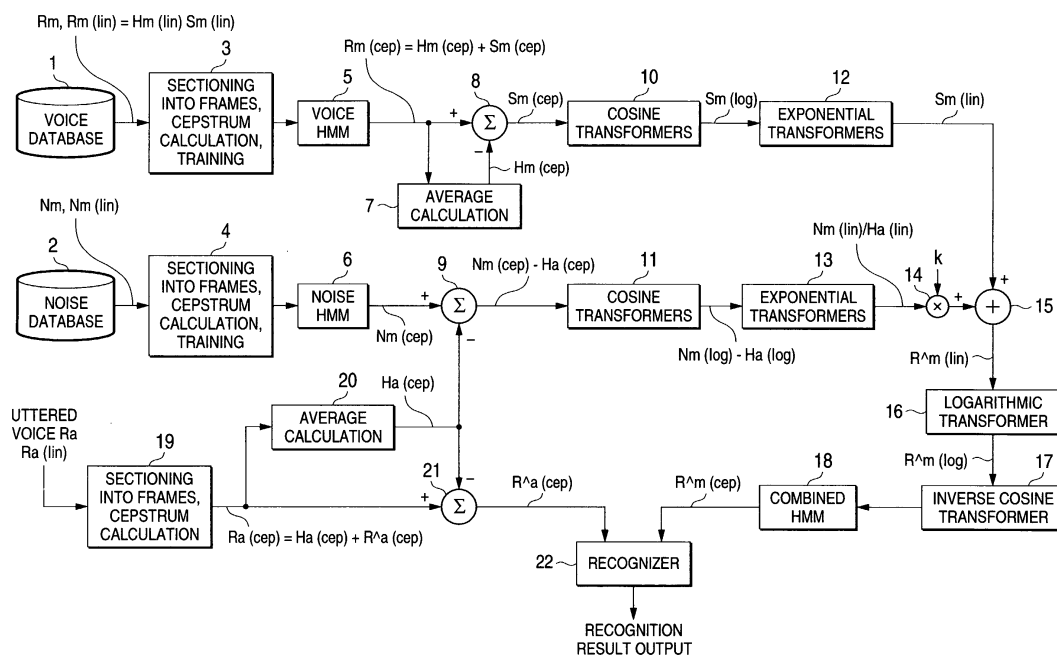 Rm, Rm (lin) = Hm (lin) Sm (lin)
1
VOICE
DATABASE
3
SECTIONING
INTO FRAMES,
CEPSTRUM
CALCULATION,
TRAINING
5
VOICE
HMM
Rm (cep) = Hm (cep) + Sm (cep)
8
+
Σ
−
Sm (cep)
Hm (cep)
7
AVERAGE
CALCULATION
10
COSINE
TRANSFORMERS
Sm (log)
12
EXPONENTIAL
TRANSFORMERS
Sm (lin)
Nm, Nm (lin)
2
NOISE
DATABASE
4
SECTIONING
INTO FRAMES,
CEPSTRUM
CALCULATION,
TRAINING
6
NOISE
HMM
Nm (cep)
9
+
Σ
−
Nm (cep) - Ha (cep)
11
COSINE
TRANSFORMERS
Nm (log) - Ha (log)
13
EXPONENTIAL
TRANSFORMERS
Nm (lin)/Ha (lin)
k
14
×
+
+
+
15
R^m (lin)
16
LOGARITHMIC
TRANSFORMER
R^m (log)
17
INVERSE COSINE
TRANSFORMER
18
COMBINED
HMM
R^m (cep)
20
AVERAGE
CALCULATION
Ha (cep)
UTTERED
VOICE Ra
Ra (lin)
19
SECTIONING
INTO FRAMES,
CEPSTRUM
CALCULATION
Ra (cep) = Ha (cep) + R^a (cep)
21
−
+
Σ
R^a (cep)
22
RECOGNIZER
RECOGNITION
RESULT OUTPUT